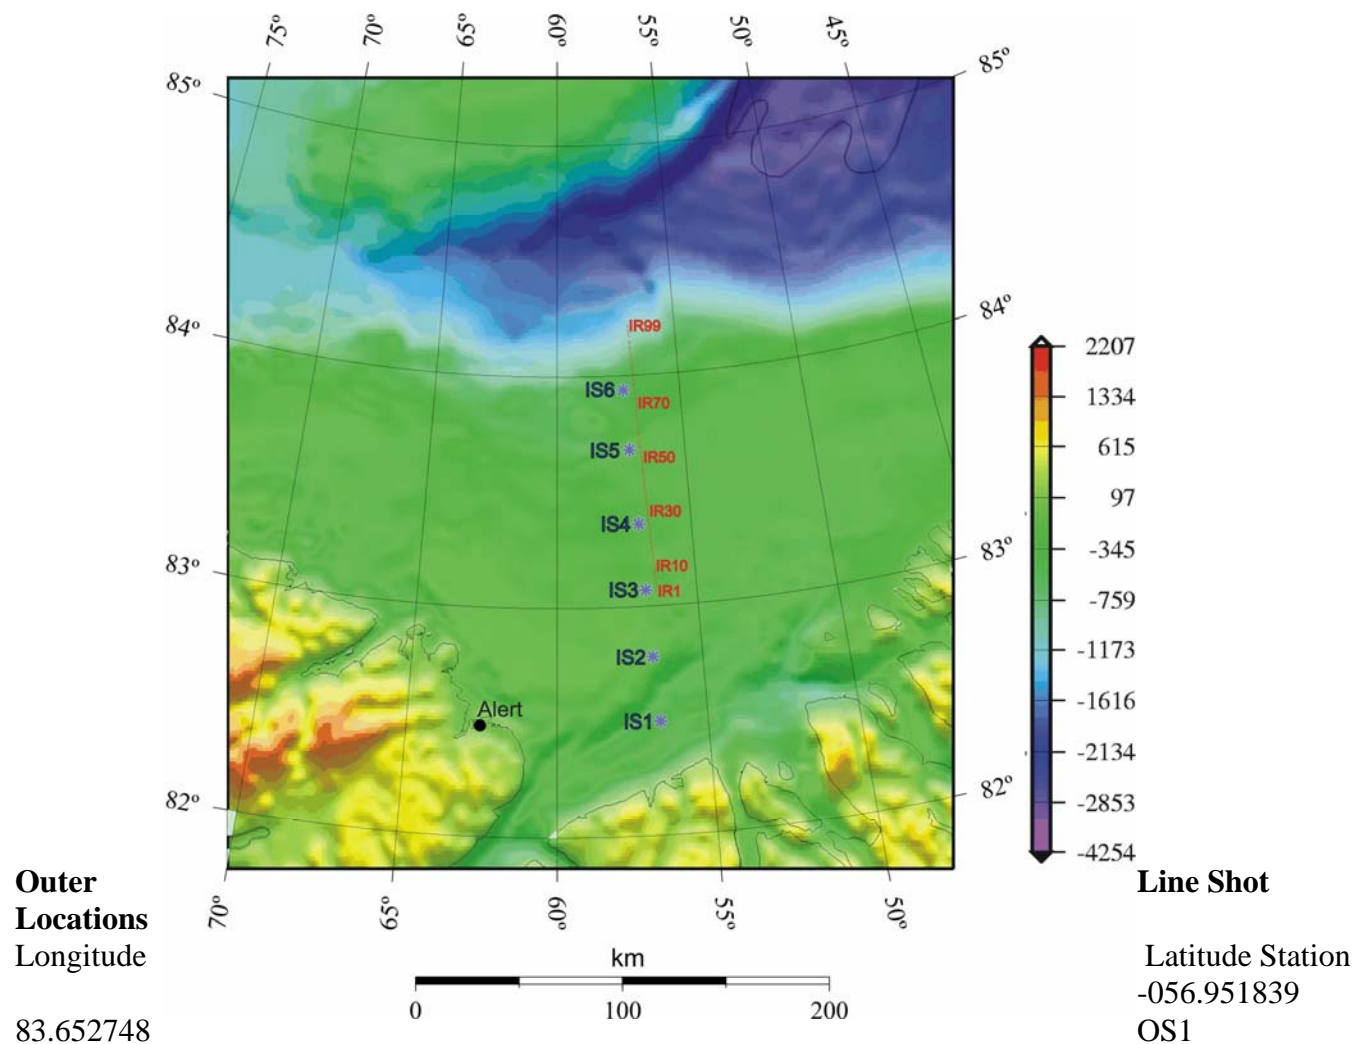 75° 70° 65° 60° 55° 50° 45°
85° 85°
84° 84°
IR99
IS6
IR70
IS5 IR50
IR30
IS4
IR10
83° 83°
IS3 IR1
IS2
Alert
IS1
82° 82°
70° 65° 60° 55° 50°
2207
1334
615
97
-345
-759
-1173
-1616
-2134
-2853
-4254
km
0 100 200
Outer Line Shot
Locations
Longitude Latitude Station
-056.951839
83.652748 OS1